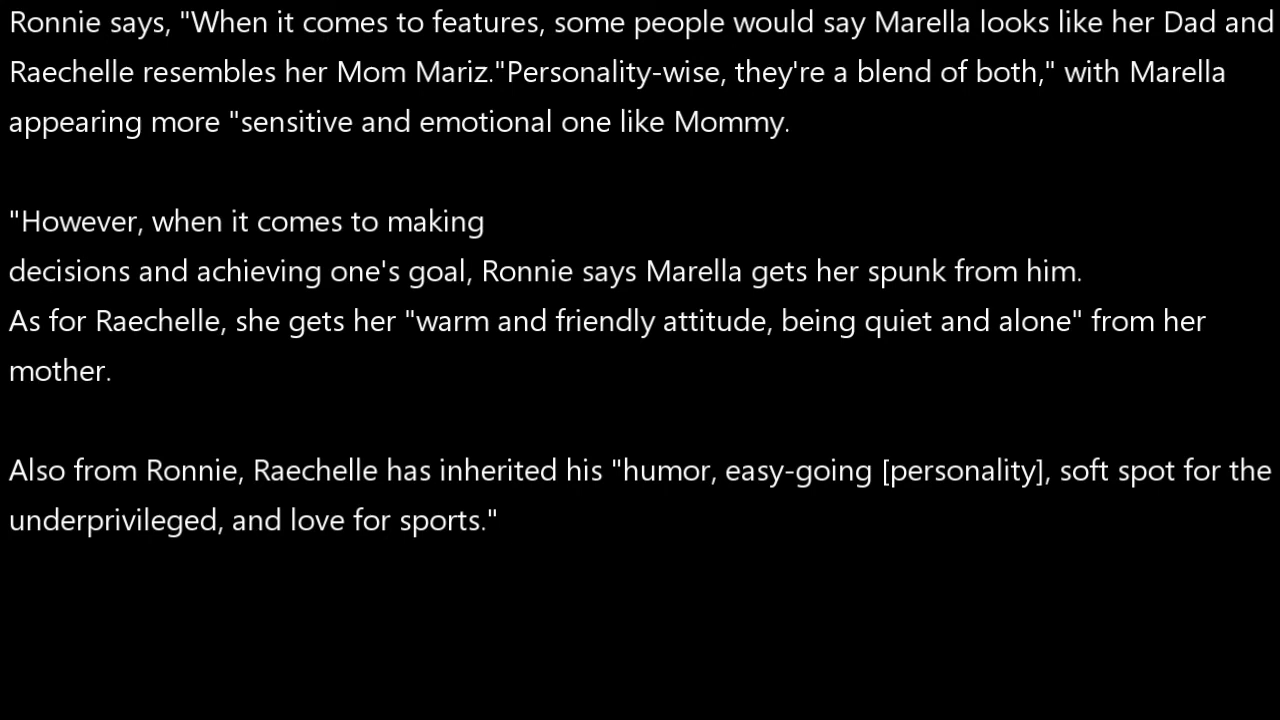 Ronnie says, "When it comes to features, some people would say Marella looks like her Dad and
Raechelle resembles her Mom Mariz."Personality-wise, they're a blend of both," with Marella
appearing more "sensitive and emotional one like Mommy.
"However, when it comes to making
decisions and achieving one's goal, Ronnie says Marella gets her spunk from him.
As for Raechelle, she gets her "warm and friendly attitude, being quiet and alone" from her
mother.
Also from Ronnie, Raechelle has inherited his "humor, easy-going [personality], soft spot for the
underprivileged, and love for sports."